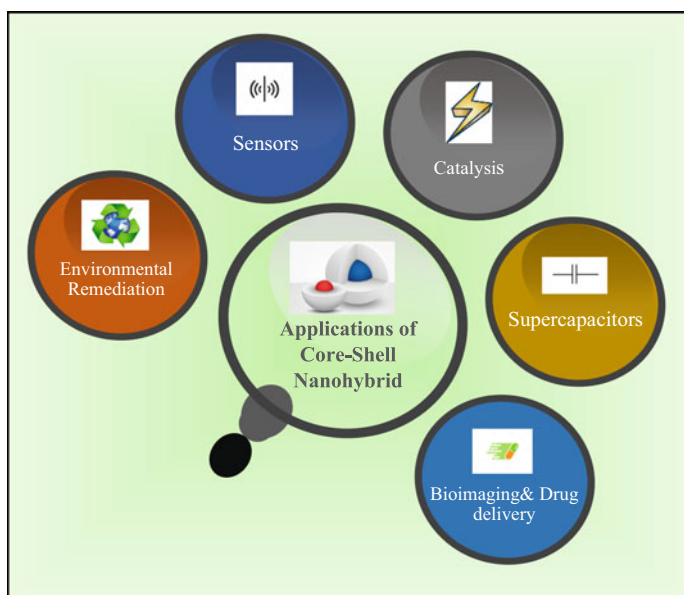 Sensors
Catalysis
Environmental
Remediation
Applications of
Core-Shell
Nanohybrid
Supercapacitors
Bioimaging& Drug
delivery